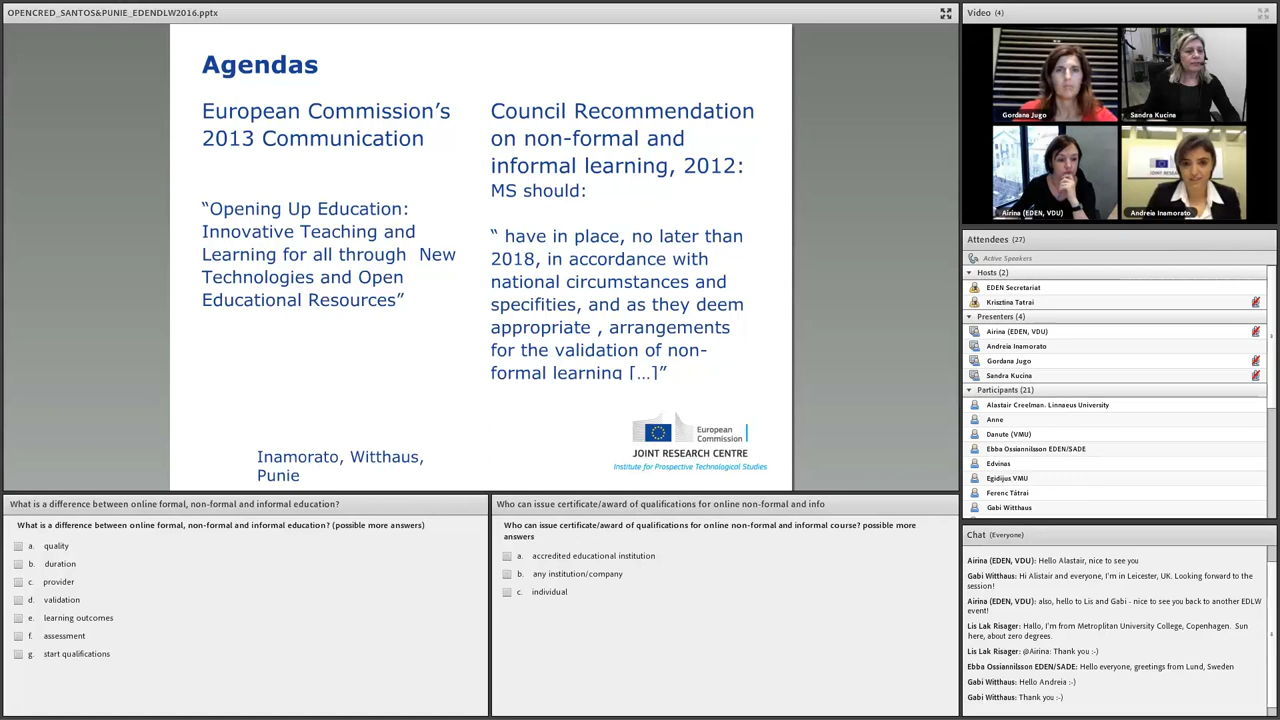 OPENCRED_SANTOS&PUNIE_EDENDLW2016.pptx
Agendas
European Commission’s
2013 Communication
“Opening Up Education:
Innovative Teaching and
Learning for all through New
Technologies and Open
Educational Resources”
Council Recommendation
on non-formal and
informal learning, 2012:
MS should:
“ have in place, no later than
2018, in accordance with
national circumstances and
specifities, and as they deem
appropriate , arrangements
for the validation of non-
formal learning [...]”
Inamorato, Witthaus,
Punie
European
Commission
JOINT RESEARCH CENTRE
Institute for Prospective Technological Studies
Video (4)
Gordana Jugo
Sandra Kucina
Airina (EDEN, VDU)
JOINT RESEAR
Andreia Inamorato
Attendees (27)
Active Speakers
Hosts (2)
EDEN Secretariat
Krisztina Tatrai
Presenters (4)
Airina (EDEN, VDU)
Andreia Inamorato
Gordana Jugo
Sandra Kucina
Participants (21)
Alastair Creelman. Linnaeus University
Anne
Danute (VMU)
Ebba Ossiannilsson EDEN/SADE
Edvinas
Egidijus VMU
Ferenc Tátrai
Gabi Witthaus
What is a difference between online formal, non-formal and informal education?
What is a difference between online formal, non-formal and informal education? (possible more answers)
a. quality
b. duration
c. provider
d. validation
e. learning outcomes
f. assessment
g. start qualifications
Who can issue certificate/award of qualifications for online non-formal and info
Who can issue certificate/award of qualifications for online non-formal and informal course? possible more
answers
a. accredited educational institution
b. any institution/company
c. individual
Chat (Everyone)
Airina (EDEN, VDU): Hello Alastair, nice to see you
Gabi Witthaus: Hi Alistair and everyone, I'm in Leicester, UK. Looking forward to the
session!
Airina (EDEN, VDU): also, hello to Lis and Gabi - nice to see you back to another EDLW
event!
Lis Lak Risager: Hallo, I'm from Metroplitan University College, Copenhagen. Sun
here, about zero degrees.
Lis Lak Risager: @Airina: Thank you :-)
Ebba Ossiannilsson EDEN/SADE: Hello everyone, greetings from Lund, Sweden
Gabi Witthaus: Hello Andreia :-)
Gabi Witthaus: Thank you :-)